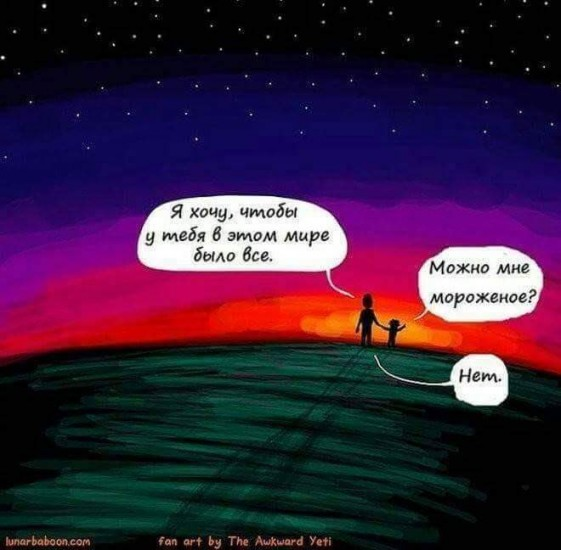 Я хочу, чтобы
у тебя в этом мире
было все.
Можно мне
мороженое?
Нет.
lunarbaboon.com
fan art by The Awkward Yeti